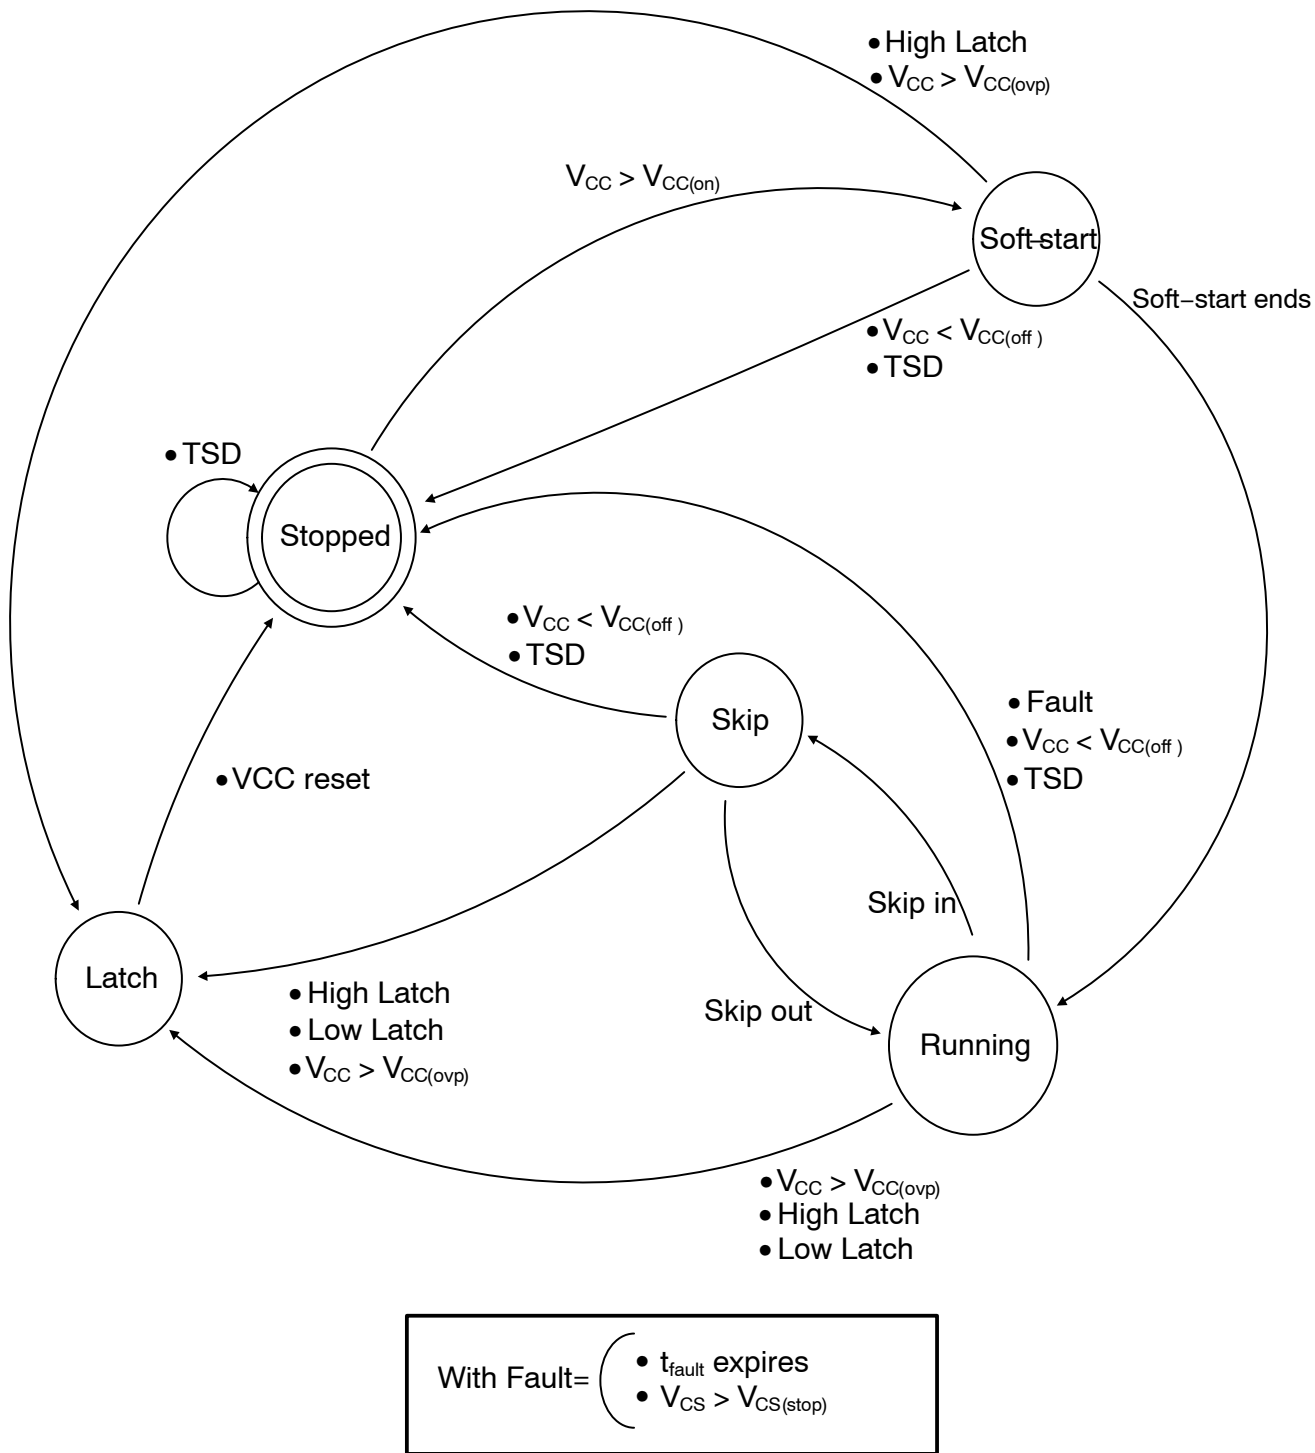 • High Latch
• VCC > VCC(ovp)
VCC > VCC(on)
Soft−start
Soft−start ends
• VCC < VCC(off )
• TSD
• TSD
Stopped
• VCC < VCC(off )
• TSD
Skip
• Fault
• VCC < VCC(off )
• TSD
• VCC reset
Skip in
Latch
• High Latch
• Low Latch
• VCC > VCC(ovp)
Skip out
Running
• VCC > VCC(ovp)
• High Latch
• Low Latch
With Fault=
• tfault expires
• VCS > VCS(stop)